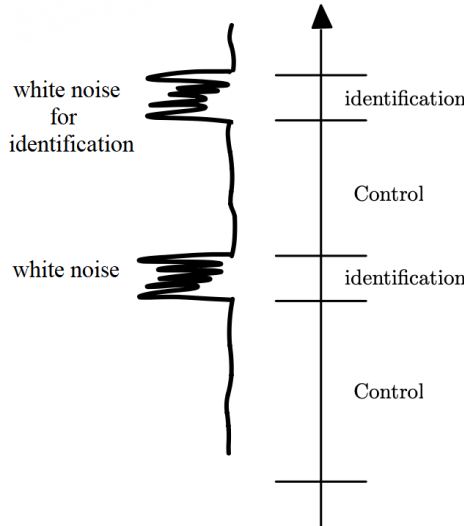 white noise
for
identification
identification
Control
white noise
identification
Control